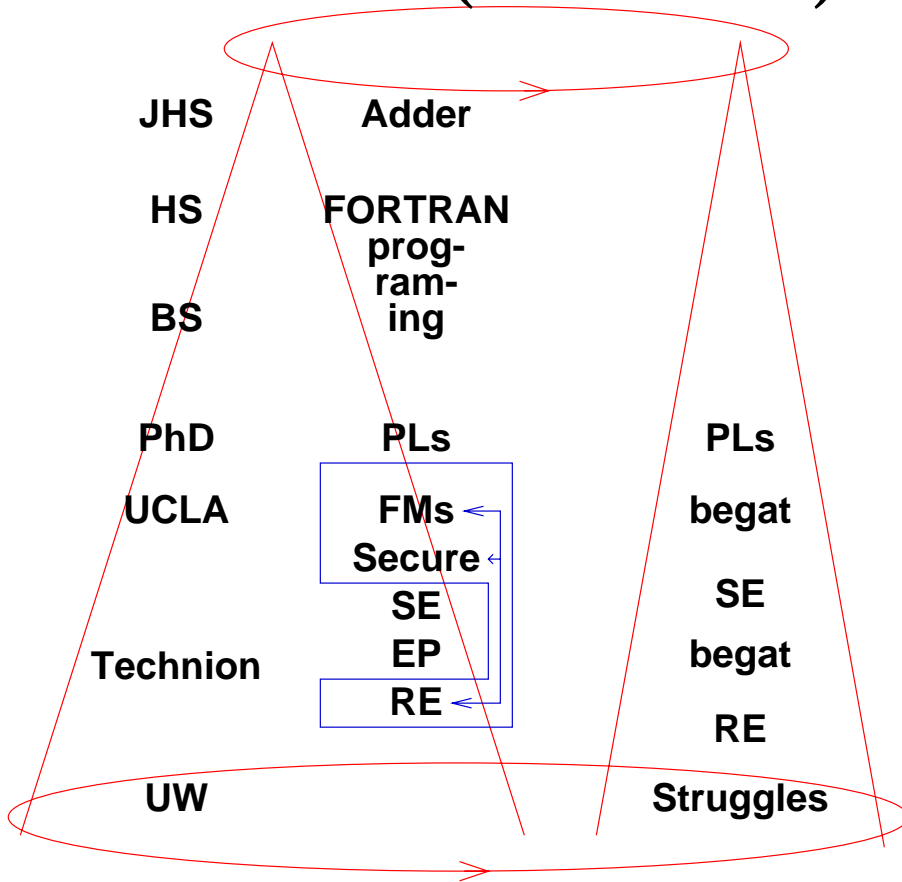 JHS Adder
HS FORTRAN
prog-
ram-
BS ing
PhD PLs PLs
UCLA FMs begat
Secure
SE SE
EP begat
Technion
RE
RE
UW Struggles